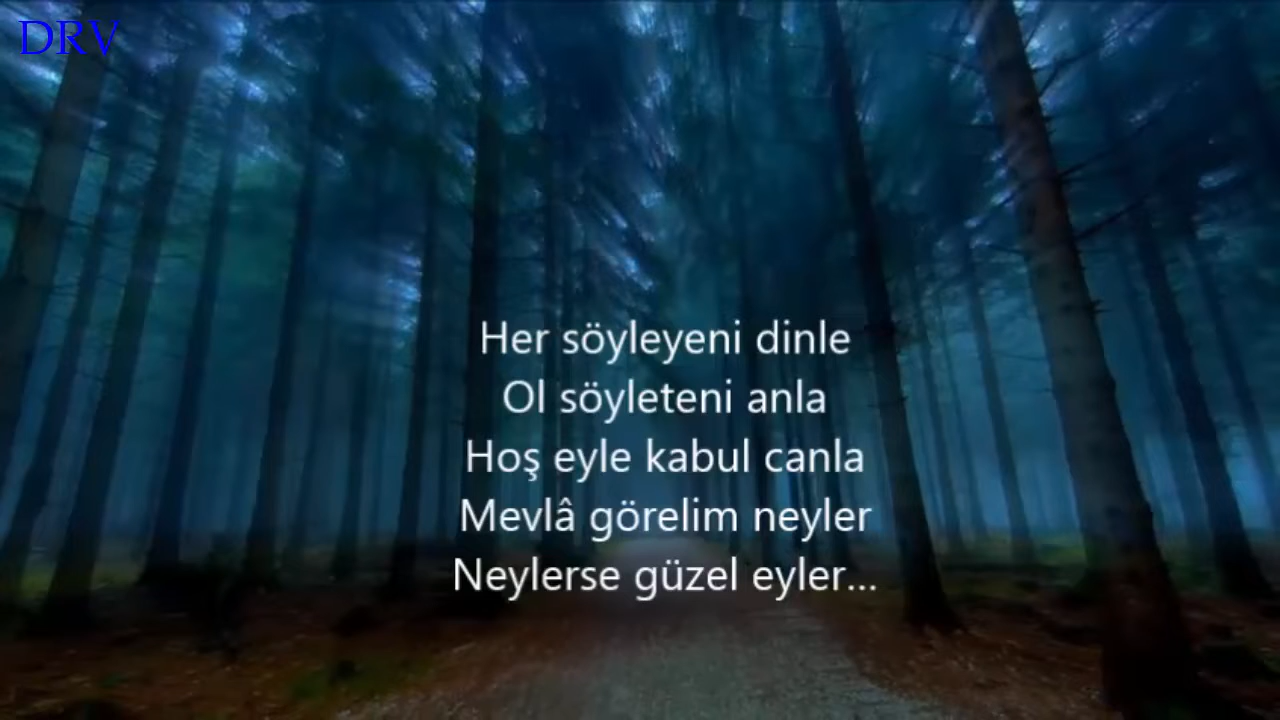 DRV
Her söyleyeni dinle
Ol söyleteni anla
Hoş eyle kabul canla
Mevlâ görelim neyler
Neylerse güzel eyler...